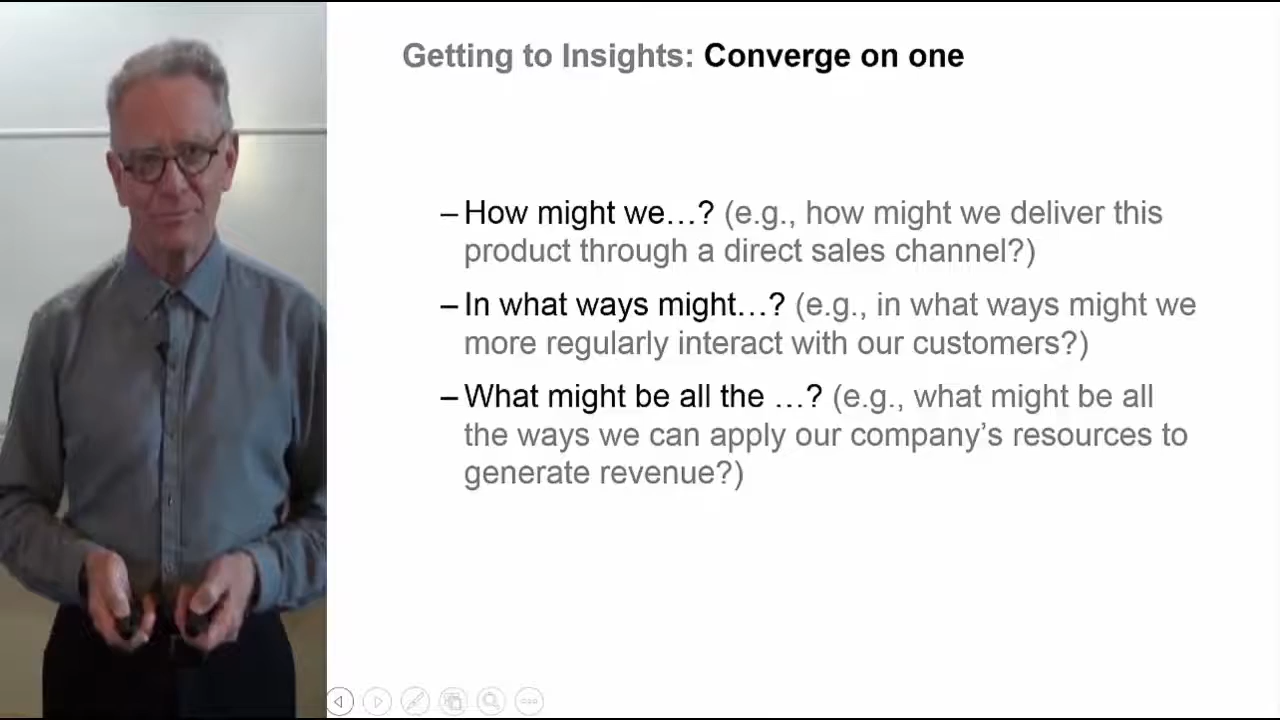 Getting to Insights: Converge on one
– How might we…? (e.g., how might we deliver this
product through a direct sales channel?)
– In what ways might…? (e.g., in what ways might we
more regularly interact with our customers?)
– What might be all the …? (e.g., what might be all
the ways we can apply our company’s resources to
generate revenue?)